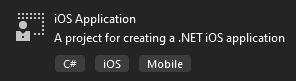 iOS Application
A project for creating a .NET iOS application
C#
iOS
Mobile